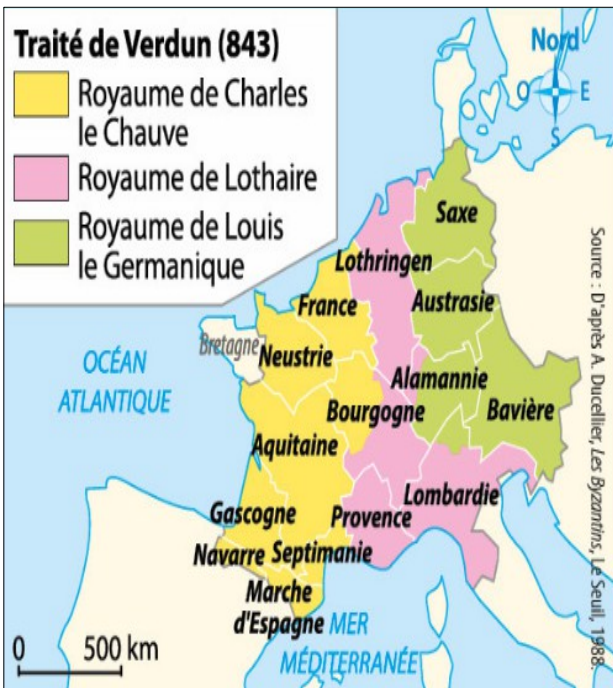 Traité de Verdun (843)
Royaume de Charles
le Chauve
Royaume de Lothaire
Royaume de Louis
le Germanique
Nord
O
E
S
Saxe
Lothringen
Austrasie
France
Bretagne
Neustrie
OCÉAN
ATLANTIQUE
Alamannie
Bourgogne
Bavière
Aquitaine
Lombardie
Gascogne
Provence
Navarre
Septimanie
Marche
d'Espagne
MER
MÉDITERRANÉE
0
500 km
Source : D'après A. Ducellier, Les Byzantins, Le Seuil, 1988.